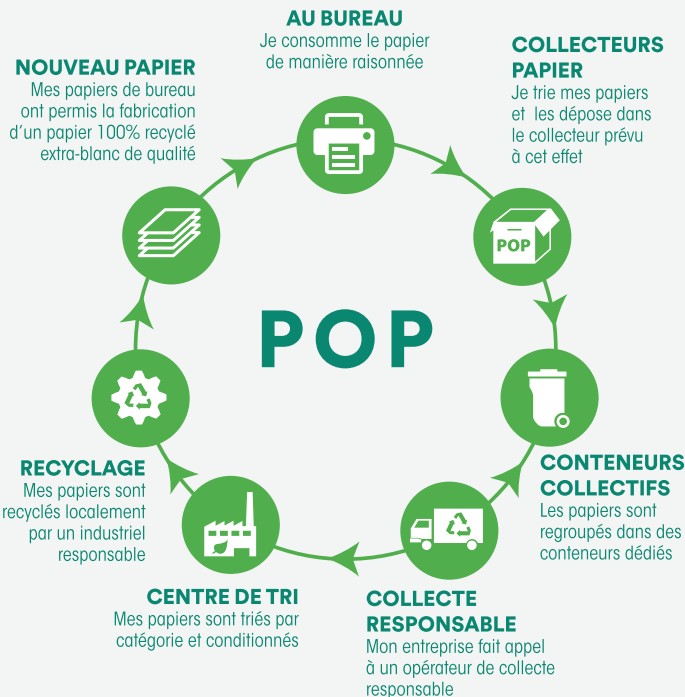 AU BUREAU
Je consomme le papier
de manière raisonnée
COLLECTEURS
PAPIER
Je trie mes papiers
et les dépose dans
le collecteur prévu
à cet effet
POP
CONTENEURS
COLLECTIFS
Les papiers sont
regroupés dans des
conteneurs dédiés
COLLECTE
RESPONSABLE
Mon entreprise fait appel
à un opérateur de collecte
responsable
CENTRE DE TRI
Mes papiers sont triés par
catégorie et conditionnés
RECYCLAGE
Mes papiers sont
recyclés localement
par un industriel
responsable
NOUVEAU PAPIER
Mes papiers de bureau
ont permis la fabrication
d'un papier 100% recyclé
extra-blanc de qualité
POP